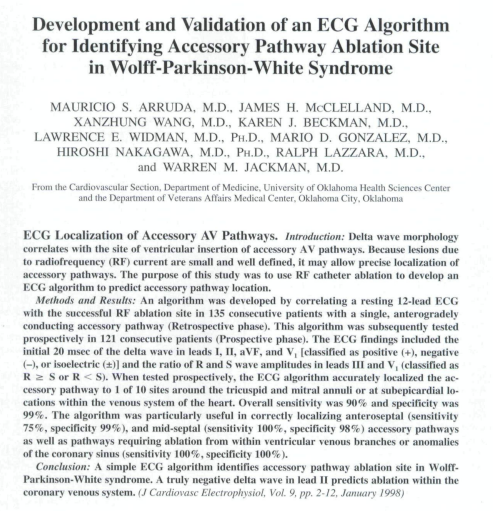 Development and Validation of an ECG Algorithm
for Identifying Accessory Pathway Ablation Site
in Wolff-Parkinson-White Syndrome
MAURICIO S. ARRUDA, M.D., JAMES H. McCLELLAND, M.D.,
XANZHUNG WANG, M.D., KAREN J. BECKMAN, M.D.,
LAWRENCE E. WIDMAN, M.D., PH.D., MARIO D. GONZALEZ, M.D.,
HIROSHI NAKAGAWA, M.D., PH.D., RALPH LAZZARA, M.D.,
and WARREN M. JACKMAN, M.D.
From the Cardiovascular Section, Department of Medicine, University of Oklahoma Health Sciences Center
and the Department of Veterans Affairs Medical Center, Oklahoma City, Oklahoma
ECG Localization of Accessory AV Pathways. Introduction: Delta wave morphology
correlates with the site of ventricular insertion of accessory AV pathways. Because lesions due
to radiofrequency (RF) current are small and well defined, it may allow precise localization of
accessory pathways. The purpose of this study was to use RF catheter ablation to develop an
ECG algorithm to predict accessory pathway location.
Methods and Results: An algorithm was developed by correlating a resting 12-lead ECG
with the successful RF ablation site in 135 consecutive patients with a single, anterogradely
conducting accessory pathway (Retrospective phase). This algorithm was subsequently tested
prospectively in 121 consecutive patients (Prospective phase). The ECG findings included the
initial 20 msec of the delta wave in leads I, II, aVF, and V₁ [classified as positive (+), negative
(–), or isoelectric (±)] and the ratio of R and S wave amplitudes in leads III and V₁ (classified as
R ≥ S or R < S). When tested prospectively, the ECG algorithm accurately localized the ac-
cessory pathway to 1 of 10 sites around the tricuspid and mitral annuli or at subepicardial lo-
cations within the venous system of the heart. Overall sensitivity was 90% and specificity was
99%. The algorithm was particularly useful in correctly localizing anteroseptal (sensitivity
75%, specificity 99%), and mid-septal (sensitivity 100%, specificity 98%) accessory pathways
as well as pathways requiring ablation from within ventricular venous branches or anomalies
of the coronary sinus (sensitivity 100%, specificity 100%).
Conclusion: A simple ECG algorithm identifies accessory pathway ablation site in Wolff-
Parkinson-White syndrome. A truly negative delta wave in lead II predicts ablation within the
coronary venous system. (J Cardiovasc Electrophysiol, Vol. 9, pp. 2-12, January 1998)